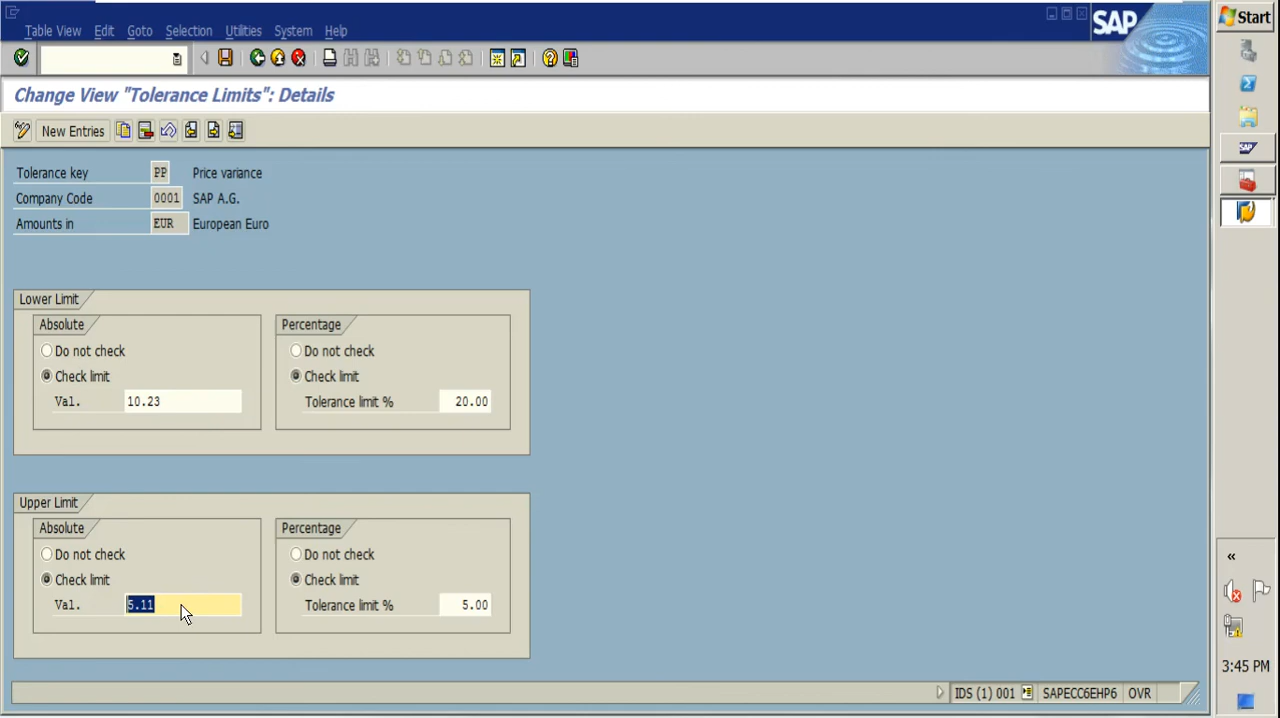 Table View Edit Goto Selection Utilities System Help
SAP
Start
Change View "Tolerance Limits": Details
New Entries
Tolerance key PP Price variance
Company Code 0001 SAP A.G.
Amounts in EUR European Euro
Lower Limit
Absolute Percentage
Do not check Do not check
Check limit Check limit
Val. 10.23 Tolerance limit % 20.00
Upper Limit
Absolute Percentage
Do not check Do not check
Check limit Check limit
Val. 5.11 Tolerance limit % 5.00
IDS (1) 001 SAPECC6EHP6 OVR
3:45 PM